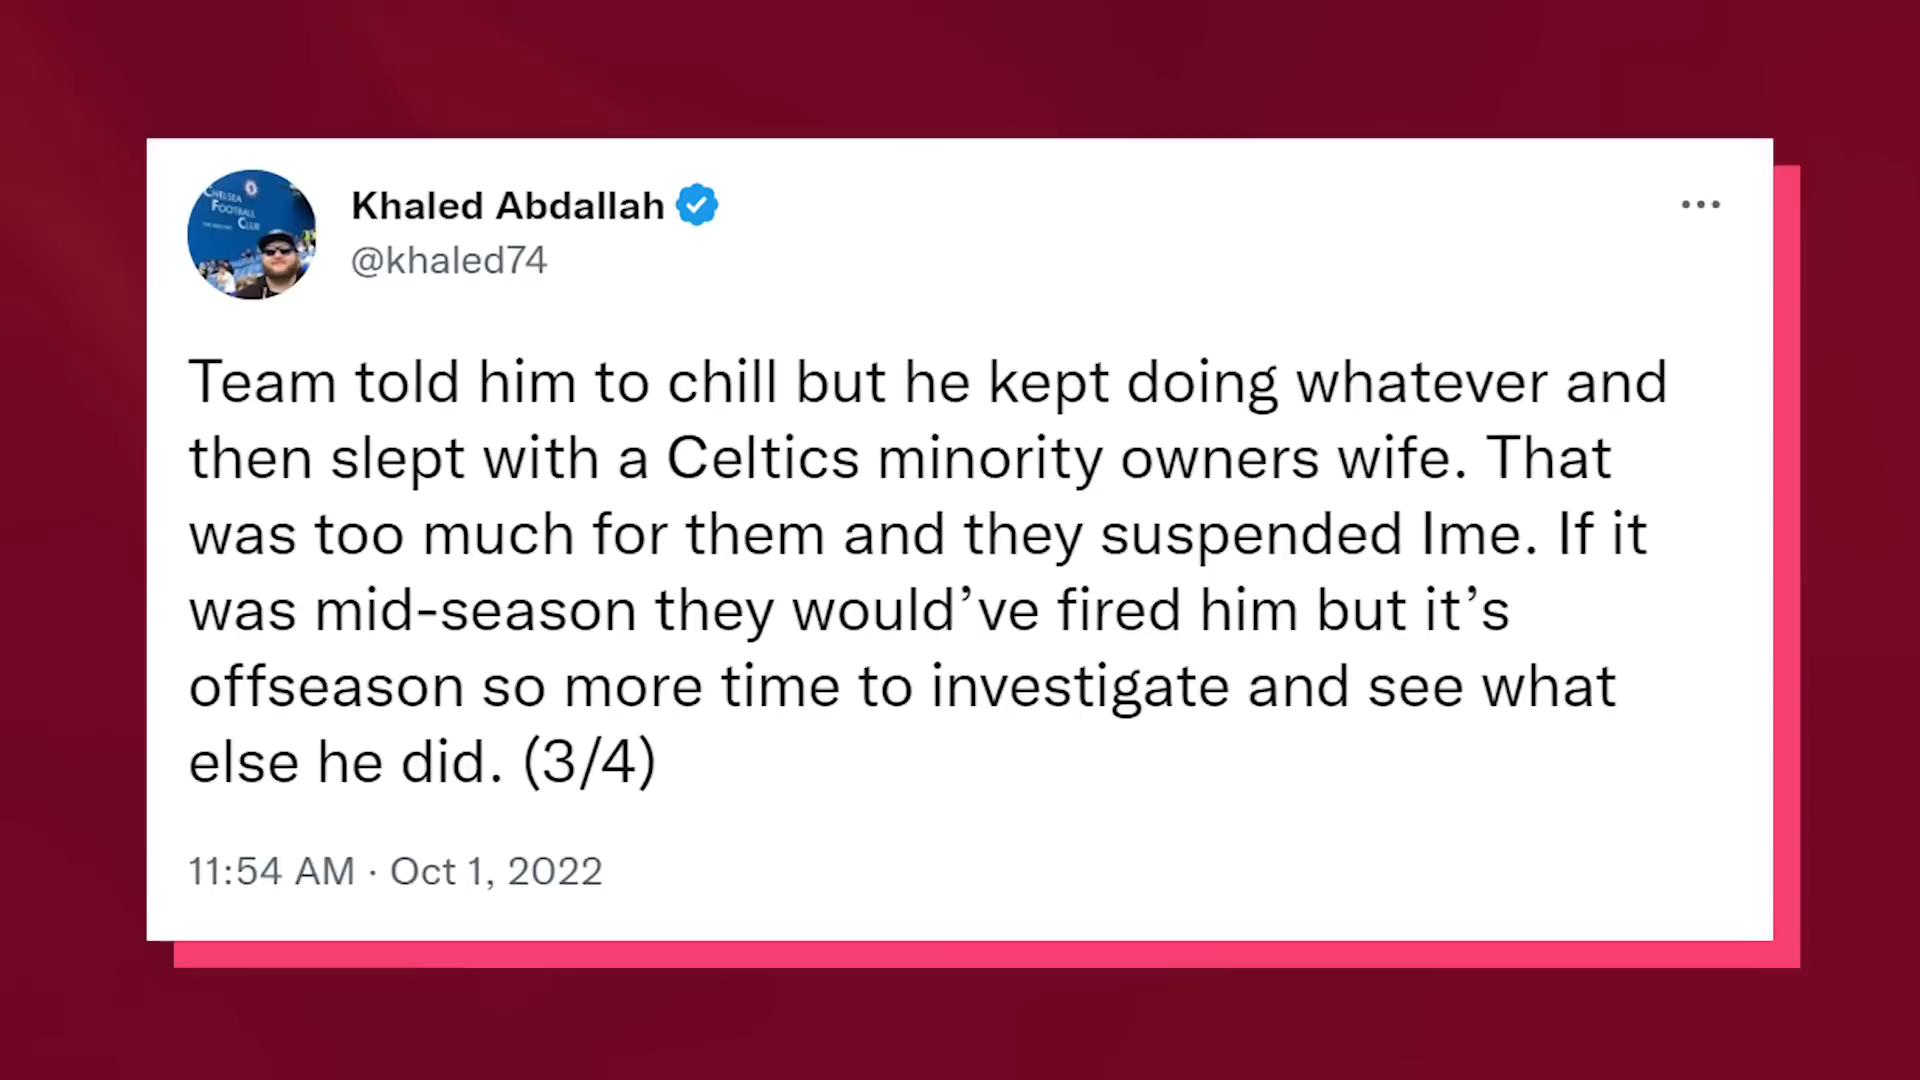 CHELSEA
FOOTBALL
CLUB
Khaled Abdallah
@khaled74
Team told him to chill but he kept doing whatever and
then slept with a Celtics minority owners wife. That
was too much for them and they suspended Ime. If it
was mid-season they would’ve fired him but it’s
offseason so more time to investigate and see what
else he did. (3/4)
11:54 AM · Oct 1, 2022